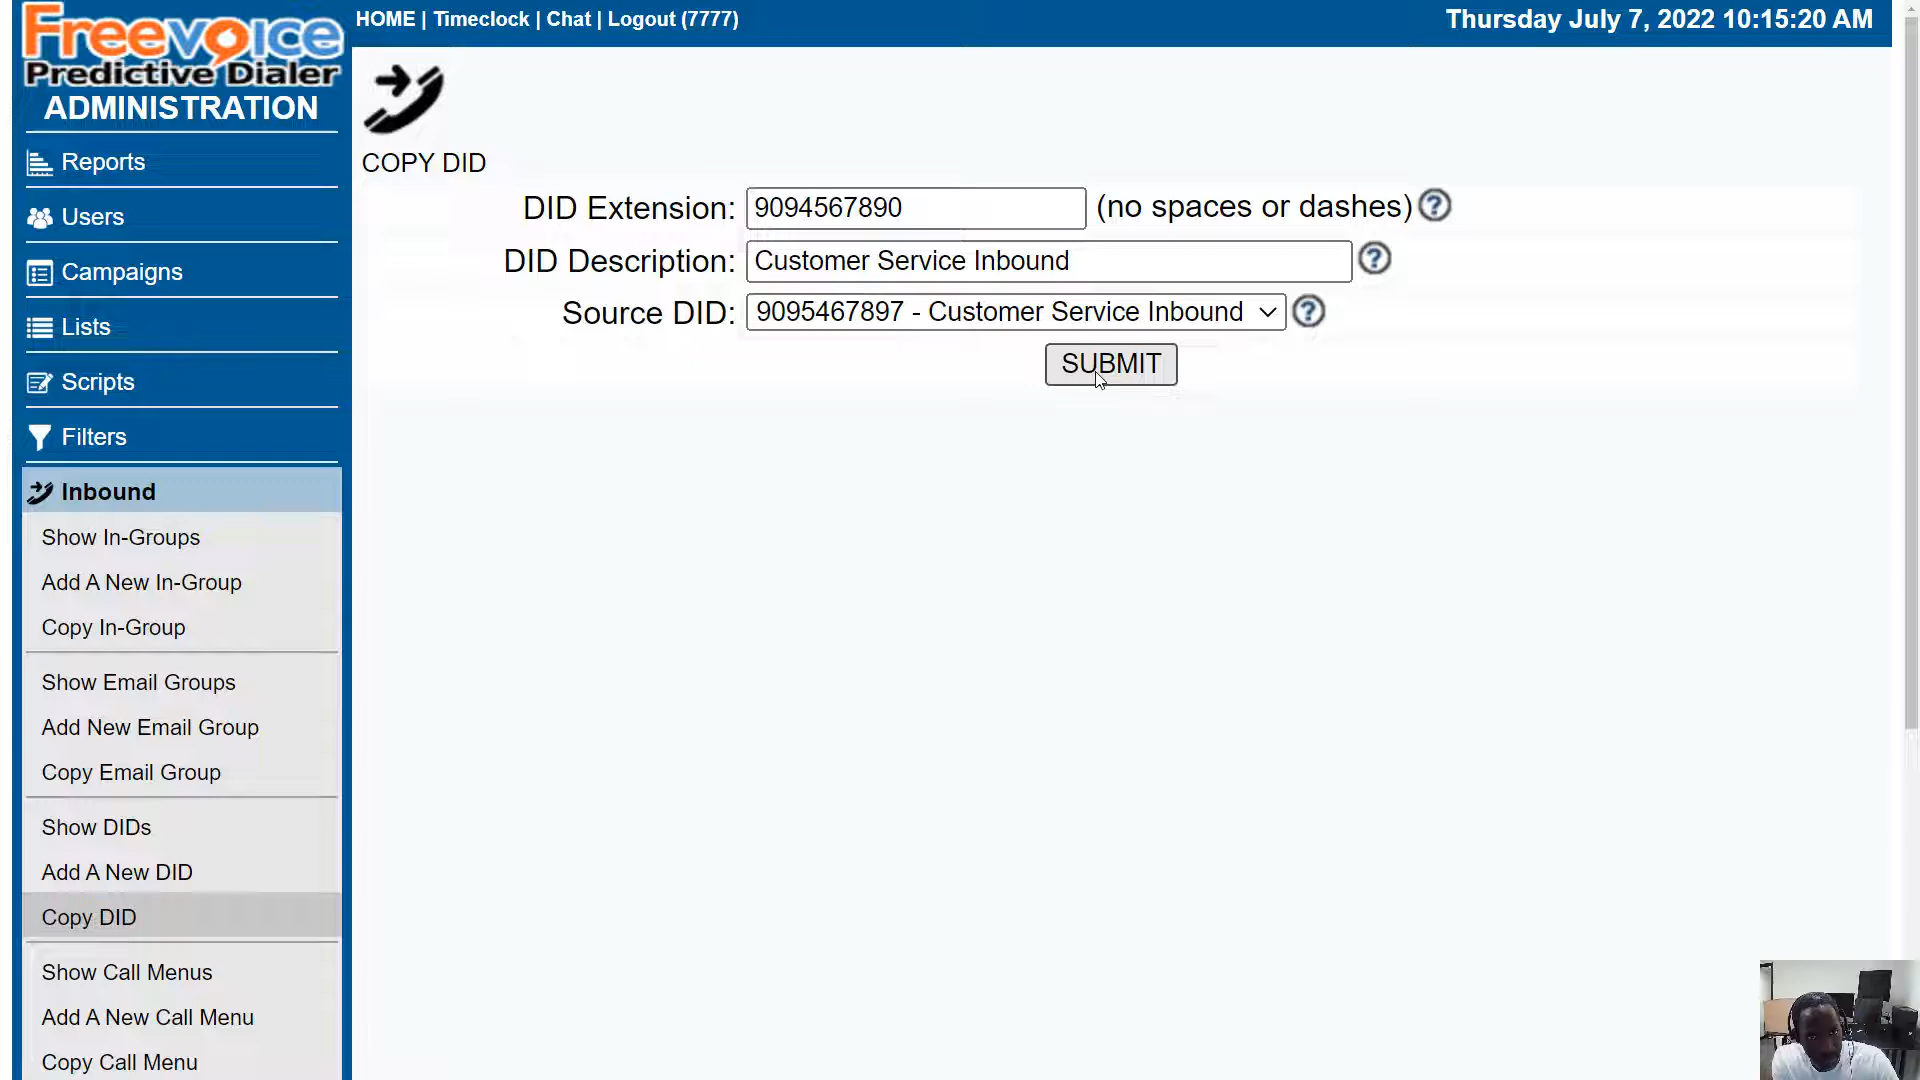 Freevoice
Predictive Dialer
ADMINISTRATION
HOME | Timeclock | Chat | Logout (7777)
Thursday July 7, 2022 10:15:20 AM
Reports
Users
Campaigns
Lists
Scripts
Filters
Inbound
Show In-Groups
Add A New In-Group
Copy In-Group
Show Email Groups
Add New Email Group
Copy Email Group
Show DIDs
Add A New DID
Copy DID
Show Call Menus
Add A New Call Menu
Copy Call Menu
COPY DID
DID Extension: 9094567890 (no spaces or dashes) ?
DID Description: Customer Service Inbound ?
Source DID: 9095467897 - Customer Service Inbound ?
SUBMIT